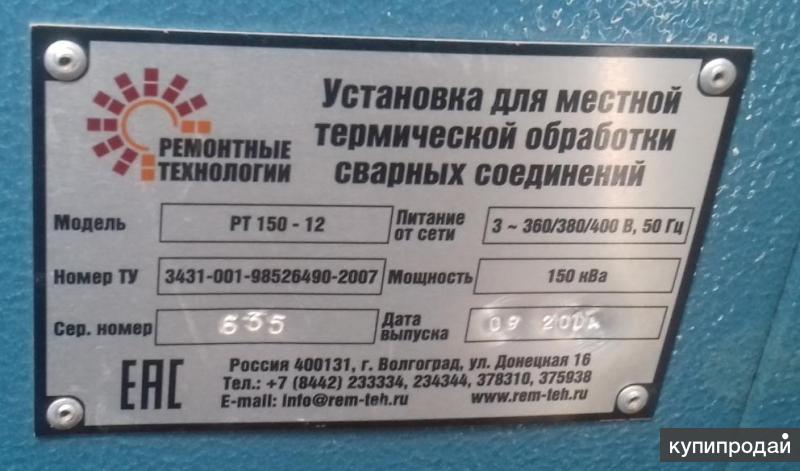 РЕМОНТНЫЕ
ТЕХНОЛОГИИ
Установка для местной
термической обработки
сварных соединений
Модель РТ 150 - 12 Питание от сети 3 ~ 360/380/400 В, 50 Гц
Номер ТУ 3431-001-98526490-2007 Мощность 150 кВа
Сер. номер 635 Дата выпуска 09
ЕАС
Россия 400131, г. Волгоград, ул. Донецкая 16
Тел.: +7 (8442) 233334, 234344, 378310, 375938
E-mail: info@rem-teh.ru www.rem-teh.ru
купипродай